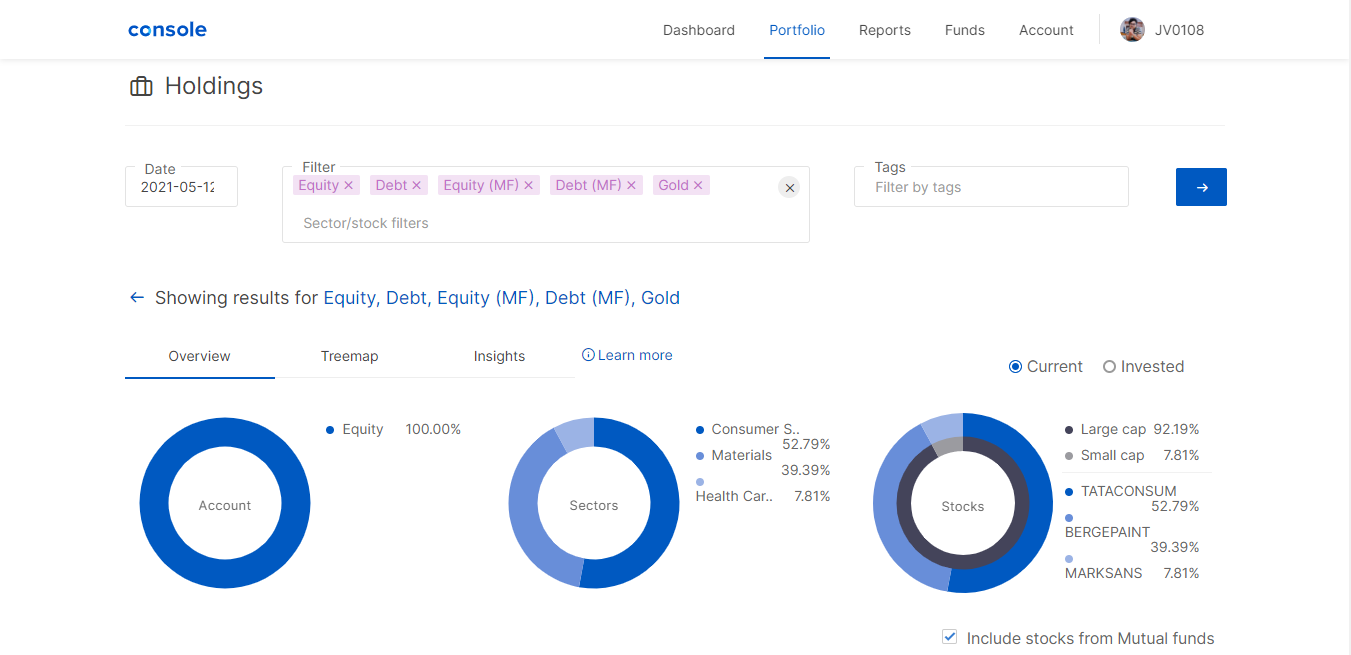 console
Dashboard Portfolio Reports Funds Account JV0108
Holdings
Date
2021-05-12
Filter
Equity × Debt × Equity (MF) × Debt (MF) × Gold ×
Sector/stock filters
Tags
Filter by tags
← Showing results for Equity, Debt, Equity (MF), Debt (MF), Gold
Overview Treemap Insights Learn more
Current Invested
Account
Equity 100.00%
Sectors
Consumer S..
52.79%
Materials
39.39%
Health Car.. 7.81%
Stocks
Large cap 92.19%
Small cap 7.81%
TATACONSUM
52.79%
BERGEPAINT
39.39%
MARKSANS 7.81%
Include stocks from Mutual funds